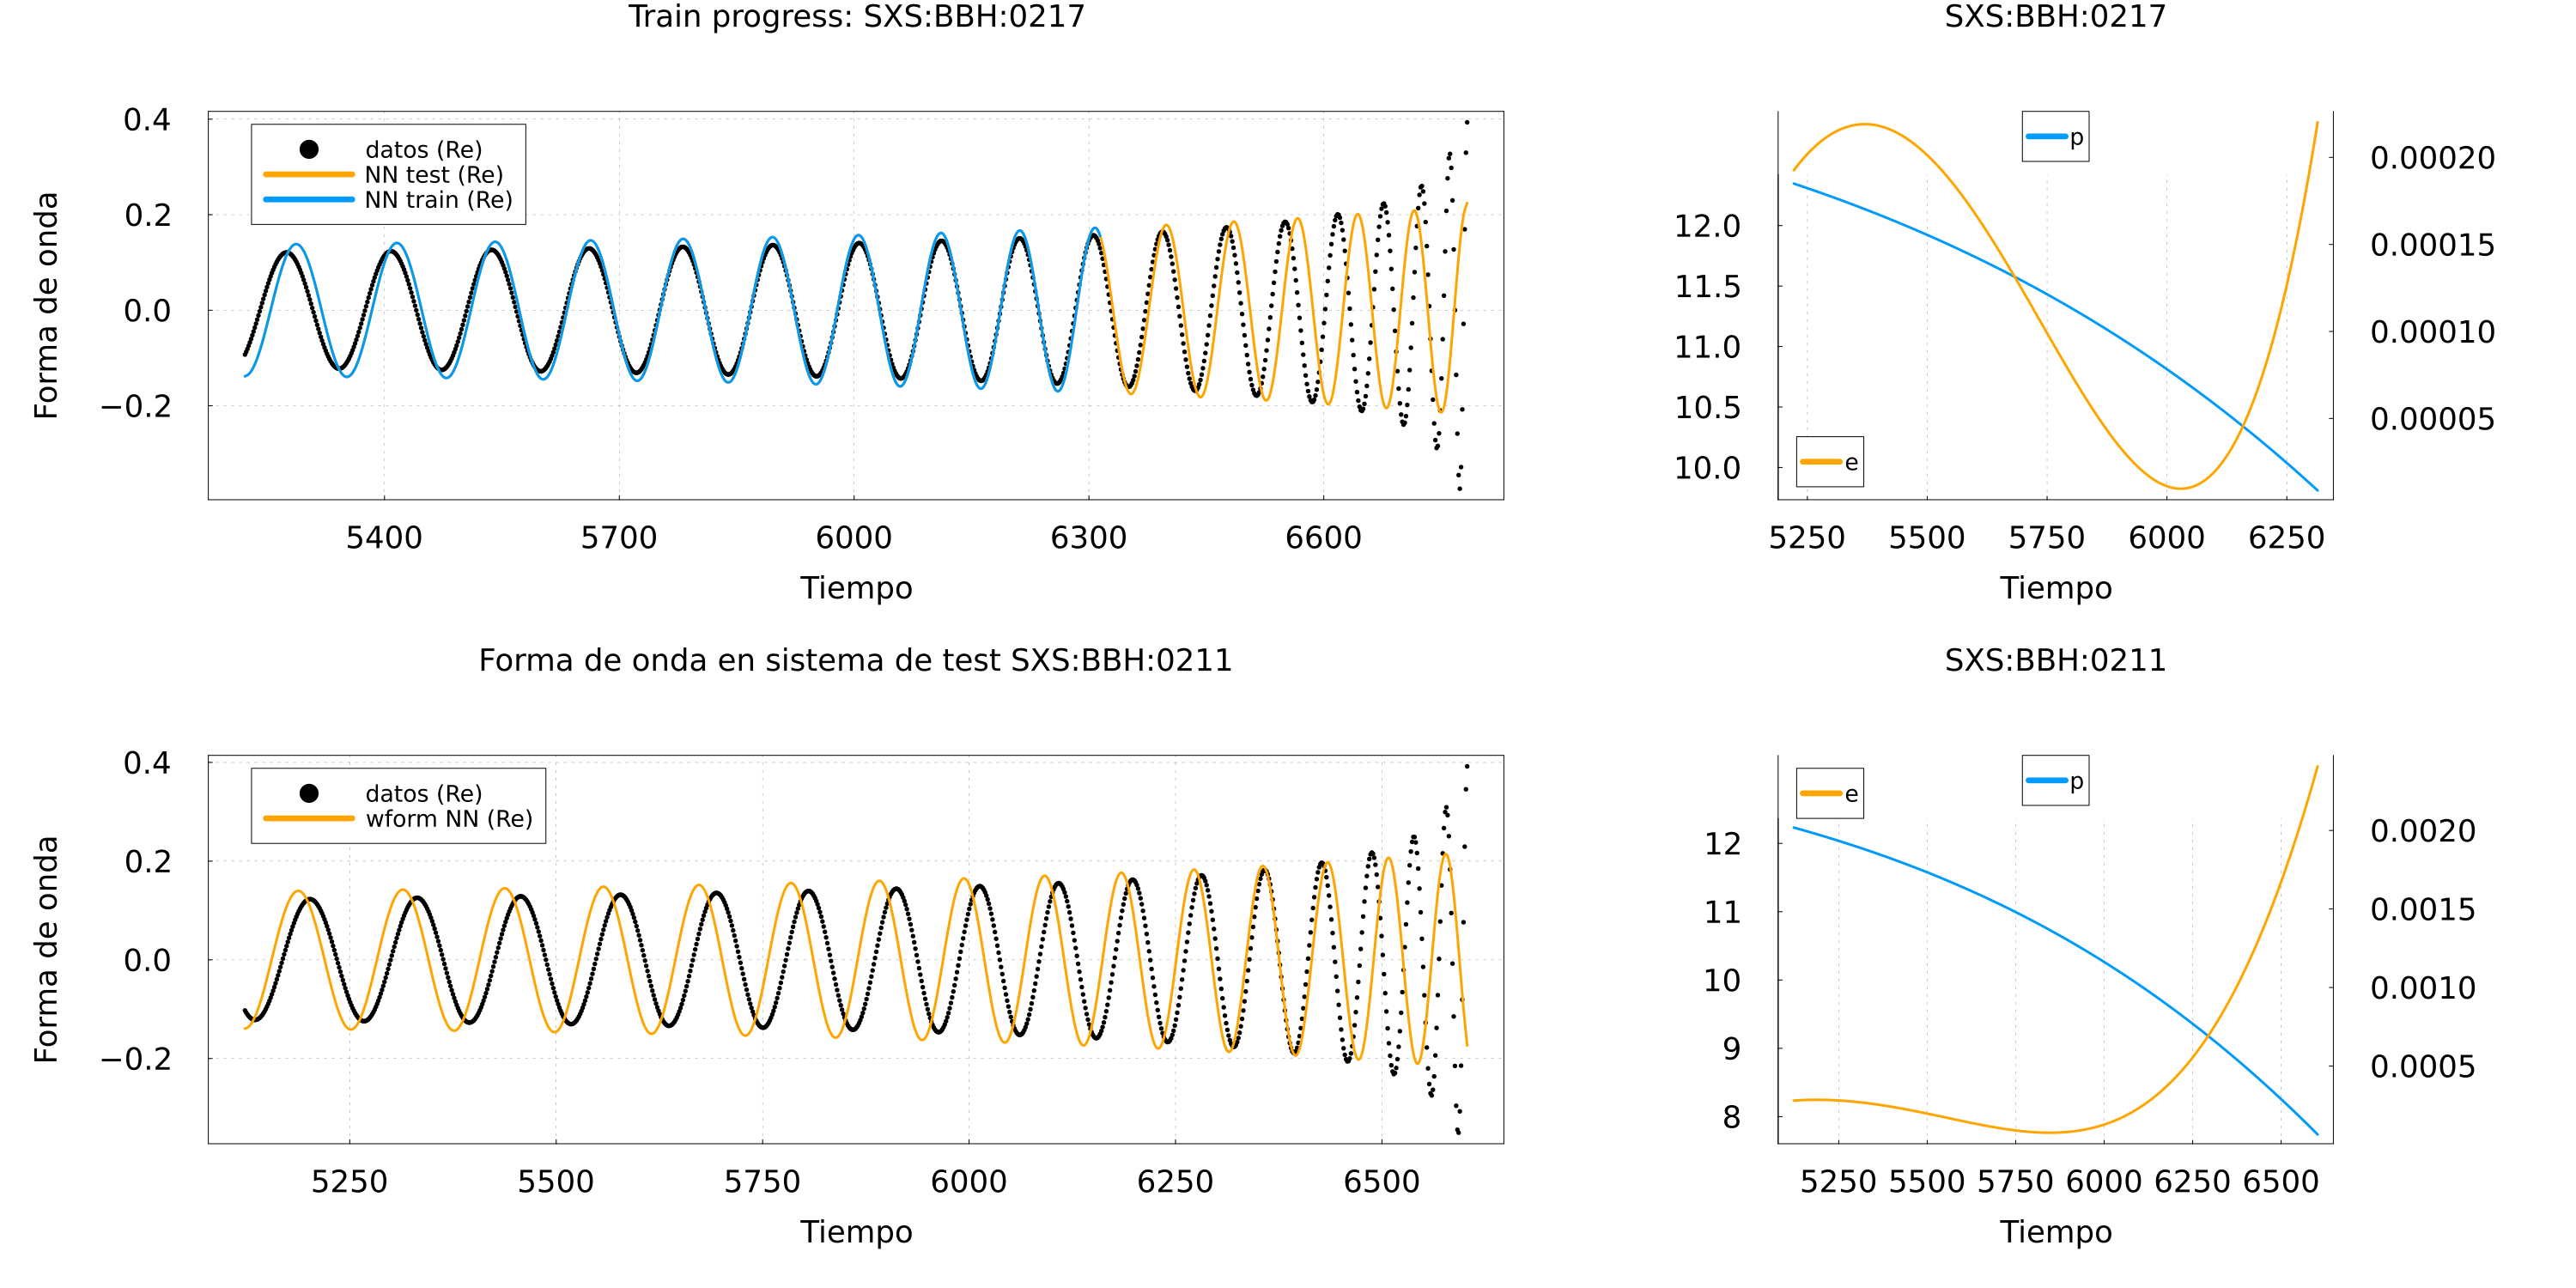 Train progress: SXS:BBH:0217
0.4
0.2
0.0
−0.2
Forma de onda
datos (Re)
NN test (Re)
NN train (Re)
5400 5700 6000 6300 6600
Tiempo
SXS:BBH:0217
12.0
11.5
11.0
10.5
10.0
p
e
0.00020
0.00015
0.00010
0.00005
5250 5500 5750 6000 6250
Tiempo
Forma de onda en sistema de test SXS:BBH:0211
0.4
0.2
0.0
−0.2
Forma de onda
datos (Re)
wform NN (Re)
5250 5500 5750 6000 6250 6500
Tiempo
SXS:BBH:0211
12
11
10
9
8
e
p
0.0020
0.0015
0.0010
0.0005
5250 5500 5750 6000 6250 6500
Tiempo